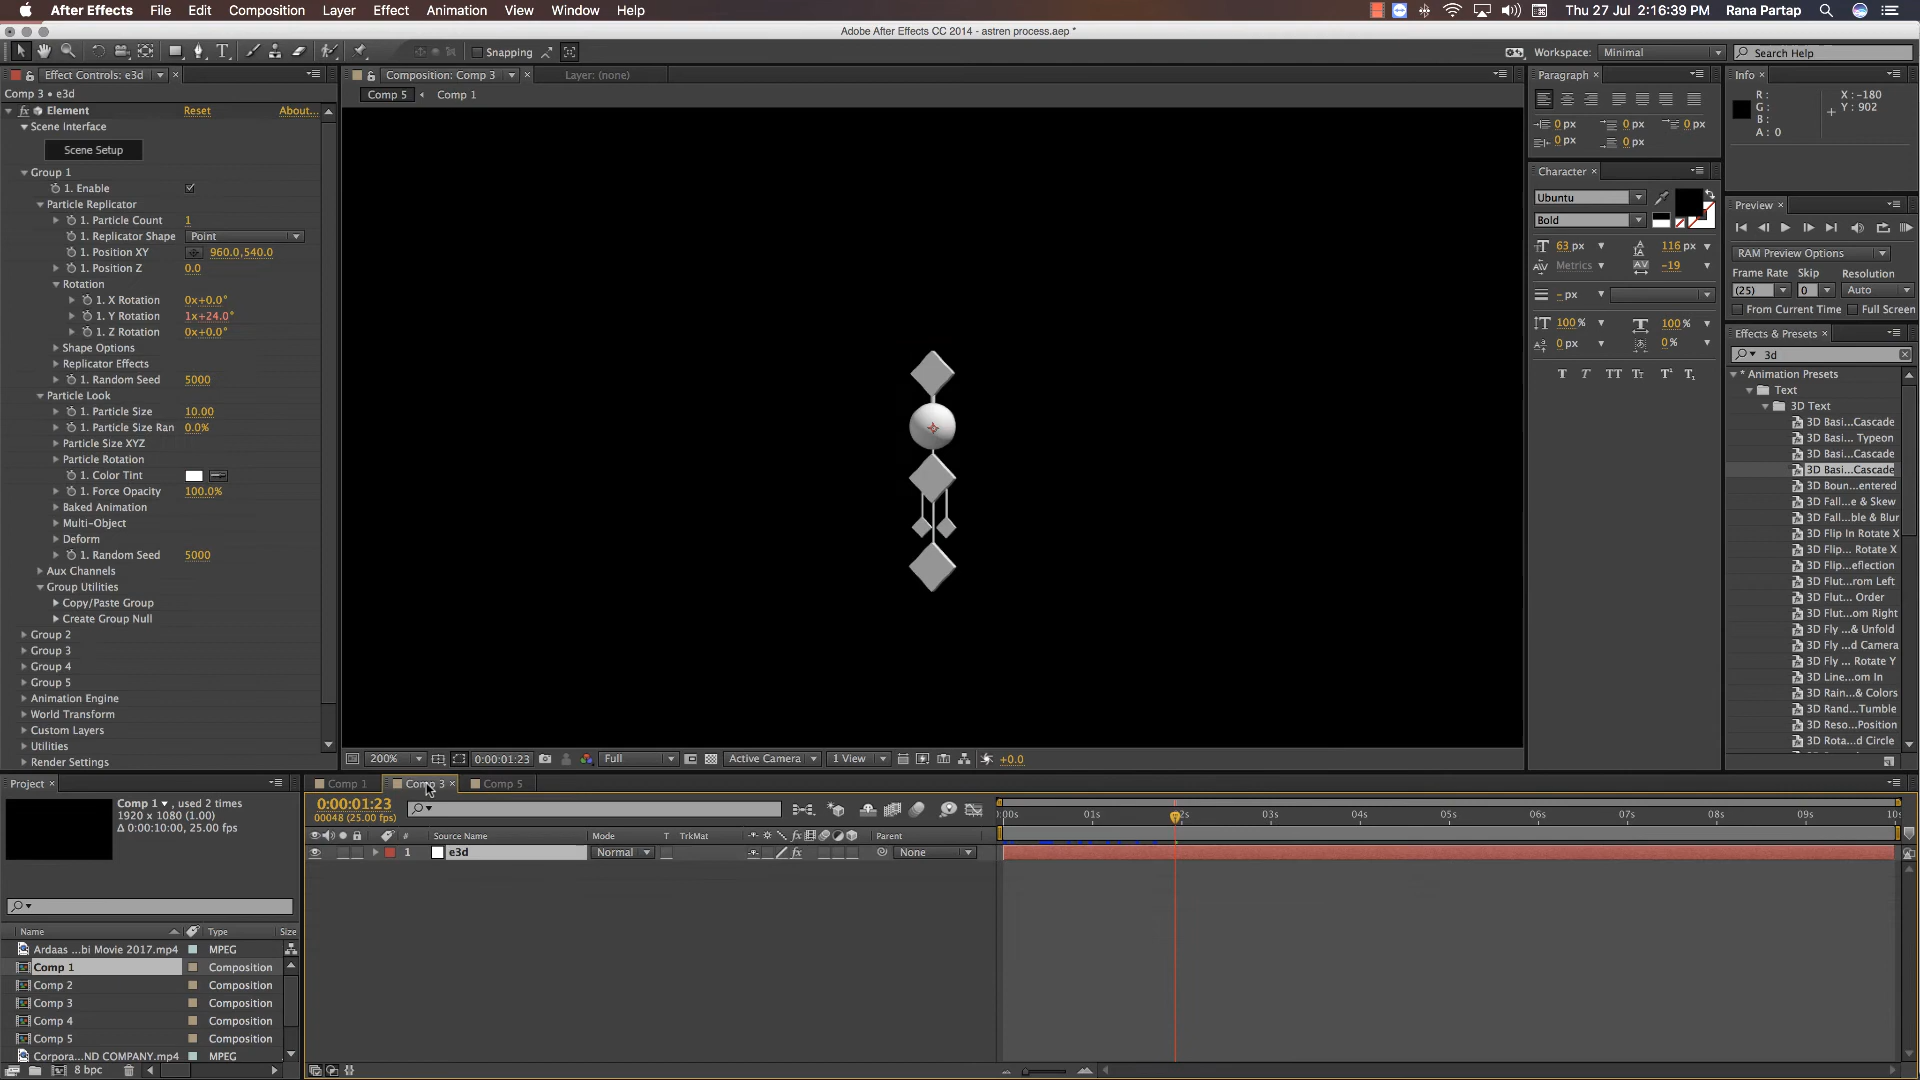 After Effects File Edit Composition Layer Effect Animation View Window Help Thu 27 Jul 2:16:39 PM Rana Partap
Adobe After Effects CC 2014 - astren process.aep *
Snapping Workspace: Minimal Search Help
Effect Controls: e3d
Comp 3 • e3d
Element Reset About...
Scene Interface
Scene Setup
Group 1
1. Enable
Particle Replicator
1. Particle Count 1
1. Replicator Shape Point
1. Position XY 960.0,540.0
1. Position Z 0.0
Rotation
1. X Rotation 0x+0.0°
1. Y Rotation 1x+24.0°
1. Z Rotation 0x+0.0°
Shape Options
Replicator Effects
1. Random Seed 5000
Particle Look
1. Particle Size 10.00
1. Particle Size Ran 0.0%
Particle Size XYZ
Particle Rotation
1. Color Tint
1. Force Opacity 100.0%
Baked Animation
Multi-Object
Deform
1. Random Seed 5000
Aux Channels
Group Utilities
Copy/Paste Group
Create Group Null
Group 2
Group 3
Group 4
Group 5
Animation Engine
World Transform
Custom Layers
Utilities
Render Settings
Composition: Comp 3 Layer: (none)
Comp 5 Comp 1
200% 0:00:01:23 Full Active Camera 1 View +0.0
Paragraph
0 px 0 px 0 px
0 px 0 px
Character
Ubuntu
Bold
63 px 116 px
Metrics -19
- px
100 % 100 %
0 px 0 %
T T TT Tt T¹ T₁
Info
R : X : -180
G : Y : 902
B :
A : 0
Preview
RAM Preview Options
Frame Rate Skip Resolution
(25) 0 Auto
From Current Time Full Screen
Effects & Presets
3d
* Animation Presets
Text
3D Text
3D Basi...Cascade
3D Basi... Typeon
3D Basi...Cascade
3D Basi...Cascade
3D Boun...entered
3D Fall...e & Skew
3D Fall...ble & Blur
3D Flip In Rotate X
3D Flip... Rotate X
3D Flip...eflection
3D Flut...rom Left
3D Flut... Order
3D Flut...om Right
3D Fly ...& Unfold
3D Fly ...d Camera
3D Fly ... Rotate Y
3D Line...om In
3D Rain...& Colors
3D Rand...Tumble
3D Reso...Position
3D Rota...d Circle
Project
Comp 1 , used 2 times
1920 x 1080 (1.00)
Δ 0:00:10:00, 25.00 fps
Name Type Size
Ardaas ...bi Movie 2017.mp4 MPEG
Comp 1 Composition
Comp 2 Composition
Comp 3 Composition
Comp 4 Composition
Comp 5 Composition
Corpora...ND COMPANY.mp4 MPEG
8 bpc
Comp 1 Comp 3 Comp 5
0:00:01:23
00048 (25.00 fps)
# Source Name Mode T TrkMat Parent
1 e3d Normal None
:00s 01s 02s 03s 04s 05s 06s 07s 08s 09s 10s